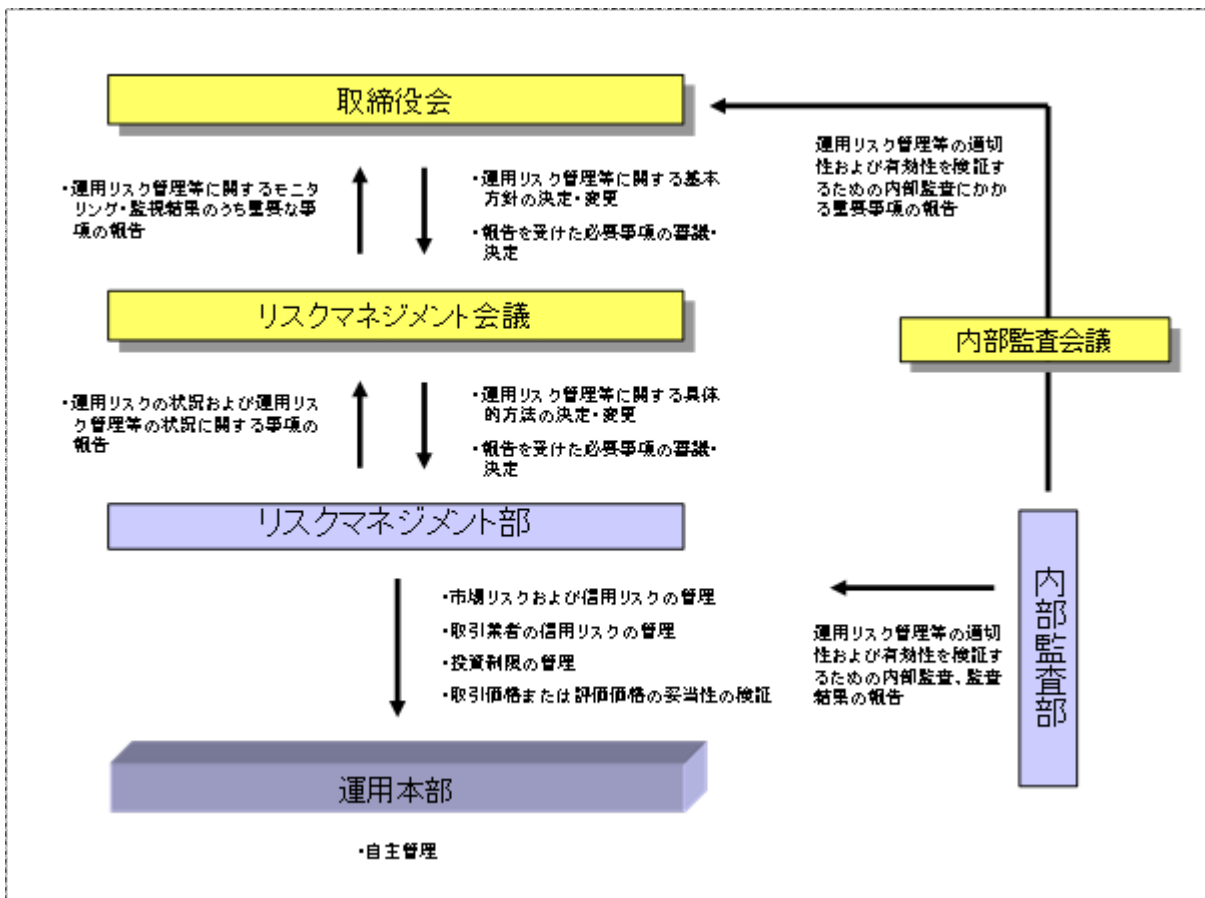 取締役会
運用リスク管理等の適切
性および有効性を検証す
るための内部監査にかか
る重要事項の報告
・運用リスク管理等に関するモニタ
リング・監視結果のうち重要な事
項の報告
・運用リスク管理等に関する基本
方針の決定・変更
・報告を受けた必要事項の審議・
決定
リスクマネジメント会議
内部監査会議
・運用リスクの状況および運用リス
ク管理等の状況に関する事項の
報告
・運用リスク管理等に関する具体
的方法の決定・変更
・報告を受けた必要事項の審議・
決定
リスクマネジメント部
内部監査部
・市場リスクおよび信用リスクの管理
・取引業者の信用リスクの管理
・投資制限の管理
・取引価格または評価価格の妥当性の検証
運用リスク管理等の適切
性および有効性を検証す
るための内部監査、監査
結果の報告
運用本部
・自主管理